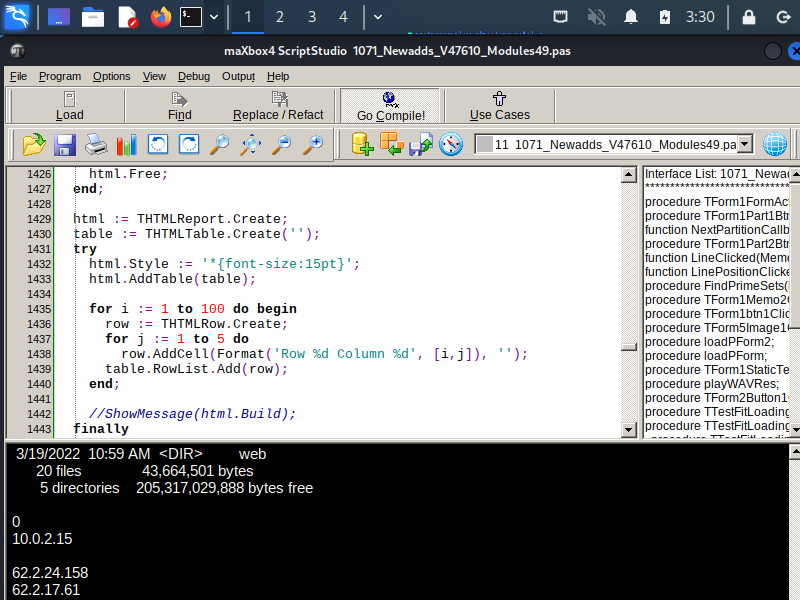 1 2 3 4 3:30
maXbox4 ScriptStudio 1071_Newadds_V47610_Modules49.pas
File Program Options View Debug Output Help
Load Find Replace / Refact Go Compile! Use Cases
11 1071_Newadds_V47610_Modules49.pa
1426 html.Free;
1427 end;
1428
1429 html := THTMLReport.Create;
1430 table := THTMLTable.Create('');
1431 try
1432 html.Style := '*{font-size:15pt}';
1433 html.AddTable(table);
1434
1435 for i := 1 to 100 do begin
1436 row := THTMLRow.Create;
1437 for j := 1 to 5 do
1438 row.AddCell(Format('Row %d Column %d', [i,j]), '');
1439 table.RowList.Add(row);
1440 end;
1441
1442 //ShowMessage(html.Build);
1443 finally
Interface List: 1071_Newa
******************************
procedure TForm1FormAc
procedure TForm1Part1Bt
function NextPartitionCallb
procedure TForm1Part2Bt
function LineClicked(Memo
function LinePositionClicke
procedure FindPrimeSets(
procedure TForm1Memo2
procedure TForm1btn1Clic
procedure TForm5Image1
procedure loadPForm2;
procedure loadPForm;
procedure TForm1StaticTe
procedure playWAVRes;
procedure TForm2Button1
procedure TTestFitLoading
procedure TTestFitLoading
3/19/2022 10:59 AM <DIR> web
20 files 43,664,501 bytes
5 directories 205,317,029,888 bytes free
0
10.0.2.15
62.2.24.158
62.2.17.61